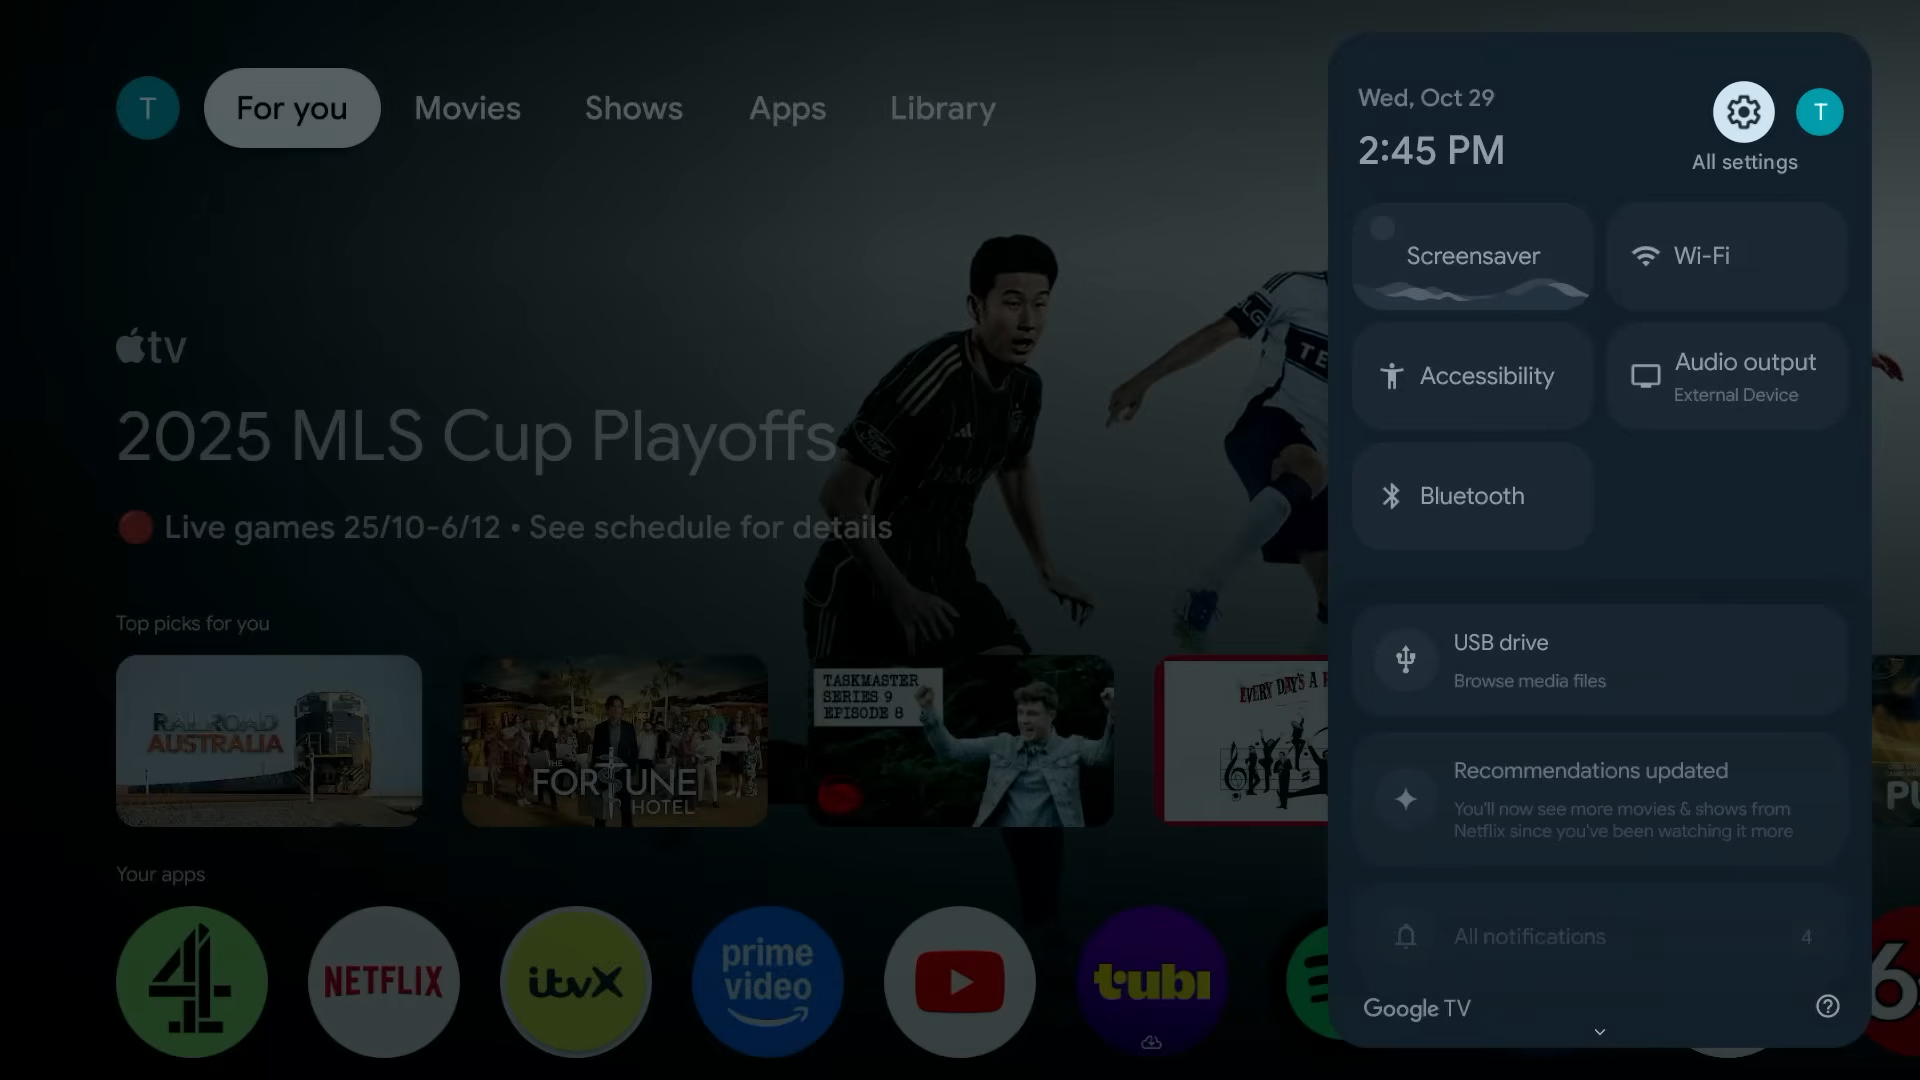 T
For you
Movies
Shows
Apps
Library
tv
2025 MLS Cup Playoffs
Live games 25/10-6/12 • See schedule for details
Top picks for you
RAILROAD
AUSTRALIA
THE
FORTUNE
HOTEL
TASKMASTER
SERIES 9
EPISODE 8
EVERY DAY'S A
Your apps
4
NETFLIX
itvX
prime
video
tubi
Wed, Oct 29
2:45 PM
T
All settings
Screensaver
Wi-Fi
Accessibility
Audio output
External Device
Bluetooth
USB drive
Browse media files
Recommendations updated
You'll now see more movies & shows from
Netflix since you've been watching it more
All notifications
4
Google TV